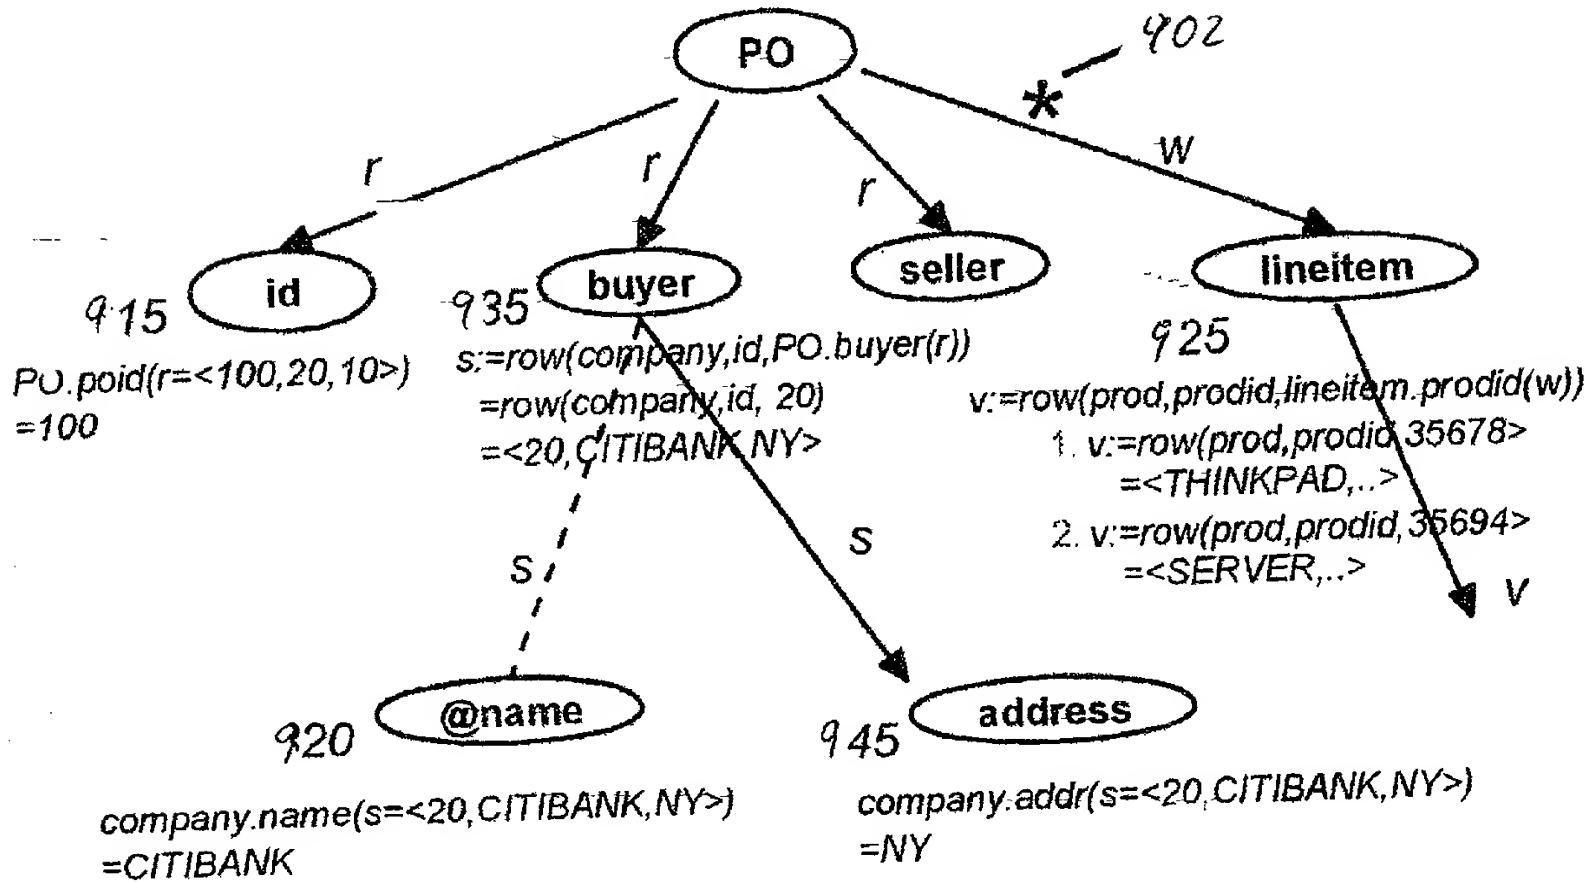 PO
902
*
r
r
r
w
id
buyer
seller
lineitem
915
935
925
PO.poid(r=<100,20,10>)
=100
s:=row(company,id,PO.buyer(r))
=row(company,id, 20)
=<20,CITIBANK,NY>
v:=row(prod,prodid,lineitem.prodid(w))
1. v:=row(prod,prodid,35678>
=<THINKPAD,..>
2. v:=row(prod,prodid,35694>
=<SERVER,..>
s
s
v
@name
address
920
945
company.name(s=<20,CITIBANK,NY>)
=CITIBANK
company.addr(s=<20,CITIBANK,NY>)
=NY